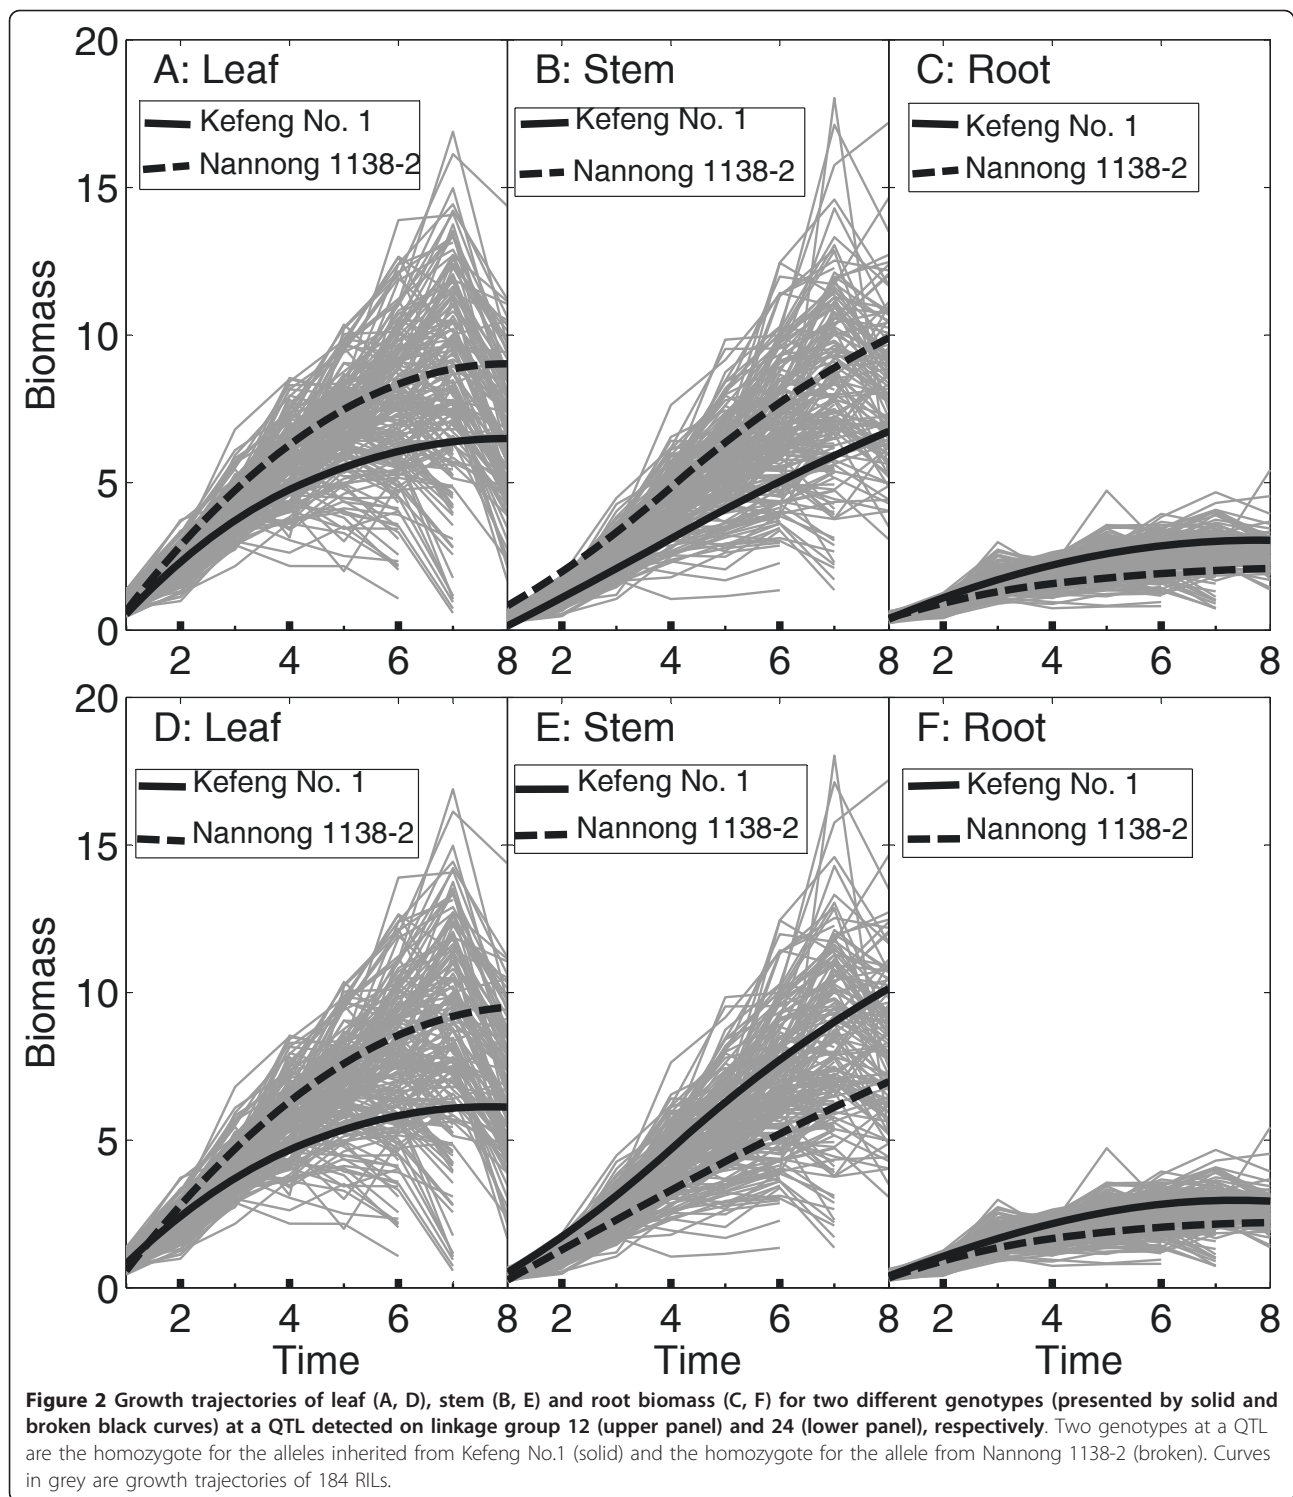 20
A: Leaf
B: Stem
C: Root
Kefeng No. 1
Nannong 1138-2
Kefeng No. 1
Nannong 1138-2
Kefeng No. 1
Nannong 1138-2
15
10
5
0
Biomass
2 4 6 8 2 4 6 8 2 4 6 8
20
D: Leaf
E: Stem
F: Root
Kefeng No. 1
Nannong 1138-2
Kefeng No. 1
Nannong 1138-2
Kefeng No. 1
Nannong 1138-2
15
10
5
0
Biomass
2 4 6 8 2 4 6 8 2 4 6 8
Time Time Time
Figure 2 Growth trajectories of leaf (A, D), stem (B, E) and root biomass (C, F) for two different genotypes (presented by solid and
broken black curves) at a QTL detected on linkage group 12 (upper panel) and 24 (lower panel), respectively. Two genotypes at a QTL
are the homozygote for the alleles inherited from Kefeng No.1 (solid) and the homozygote for the allele from Nannong 1138-2 (broken). Curves
in grey are growth trajectories of 184 RILs.